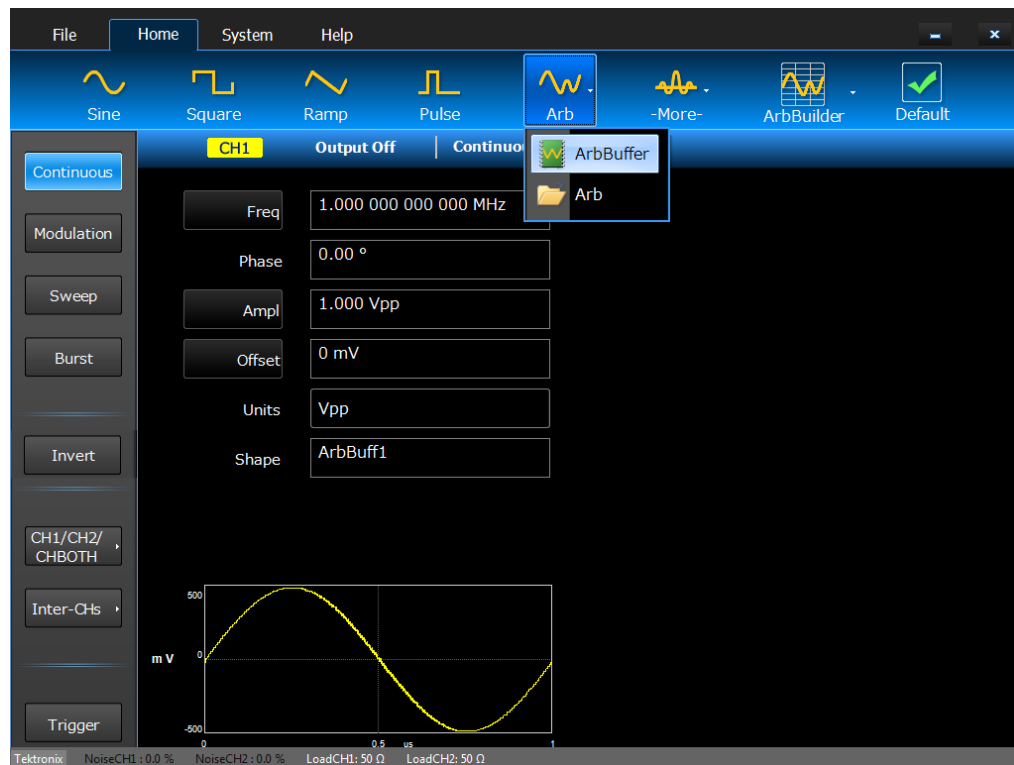 File Home System Help
Sine Square Ramp Pulse Arb -More- ArbBuilder Default
CH1 Output Off Continuo
ArbBuffer
Arb
Continuous
Modulation
Sweep
Burst
Invert
CH1/CH2/
CHBOTH
Inter-CHs
Trigger
Freq 1.000 000 000 000 MHz
Phase 0.00 °
Ampl 1.000 Vpp
Offset 0 mV
Units Vpp
Shape ArbBuff1
500
m V 0
-500
0 0.5 us 1
Tektronix NoiseCH1 : 0.0 % NoiseCH2 : 0.0 % LoadCH1: 50 Ω LoadCH2: 50 Ω